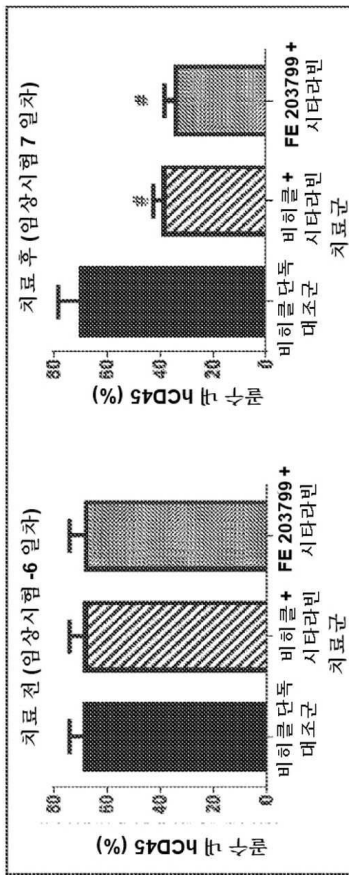 치료 전 (임상시험 -6 일차)
골수 내 hCD45 (%)
80
60
40
20
0
비히클단독
대조군
비히클+
시타라빈
치료군
FE 203799 +
시타라빈
치료 후 (임상시험 7 일차)
골수 내 hCD45 (%)
80
60
40
20
0
#
#
비히클단독
대조군
비히클+
시타라빈
치료군
FE 203799 +
시타라빈